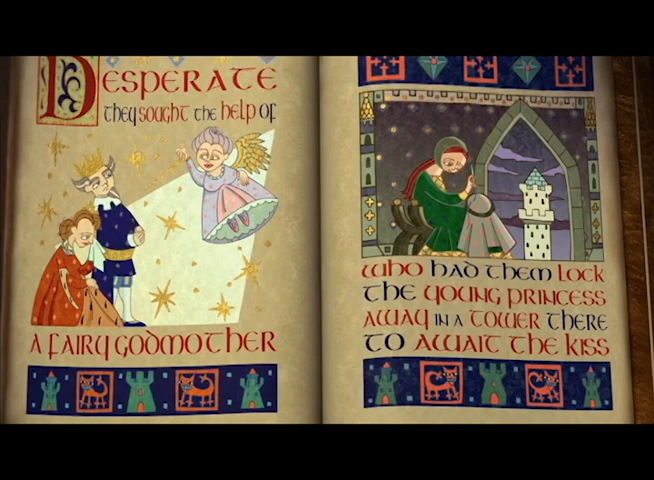 DESPERATE
they sought the help of
A FAIRY GODMOTHER
WHO HAD THEM LOCK
THE YOUNG PRINCESS
AWAY IN A TOWER THERE
TO AWAIT THE KISS